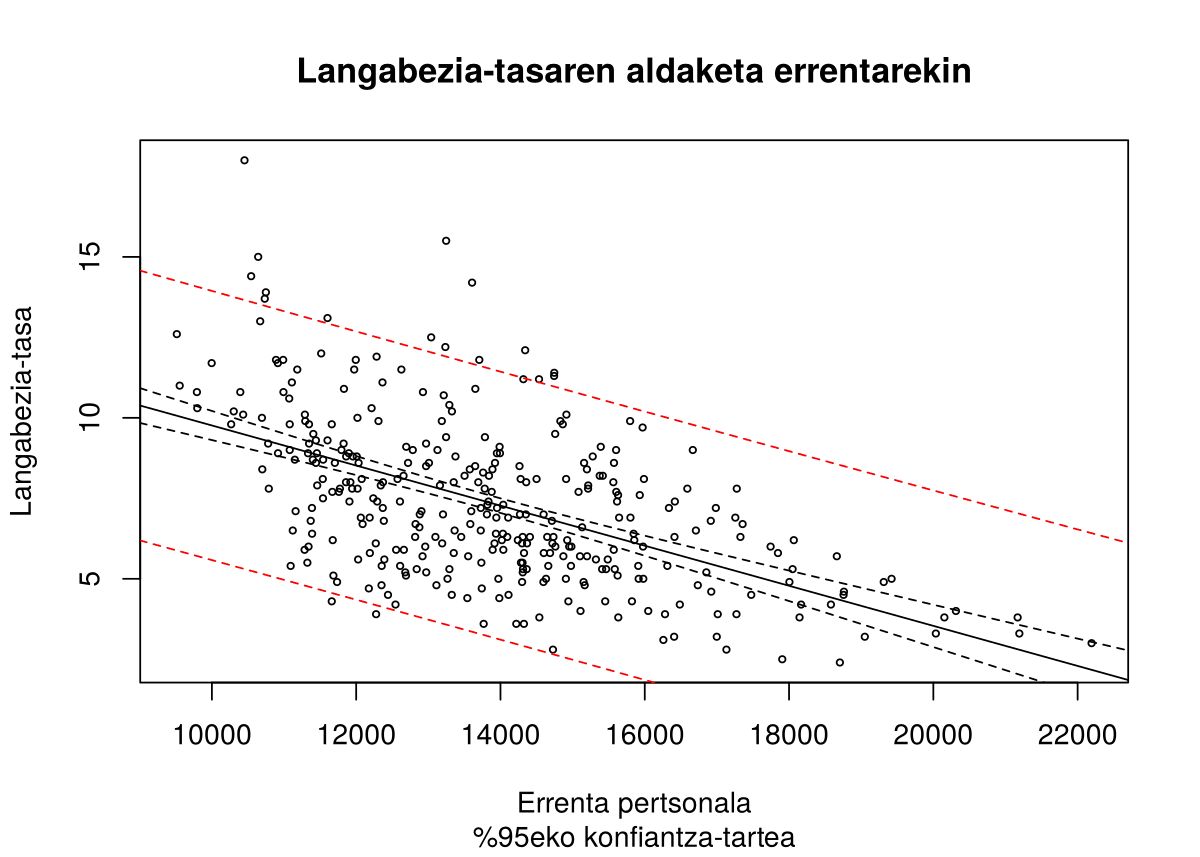 Langabezia-tasaren aldaketa errentarekin
Langabezia-tasa
15
10
5
10000 12000 14000 16000 18000 20000 22000
Errenta pertsonala
%95eko konfiantza-tartea